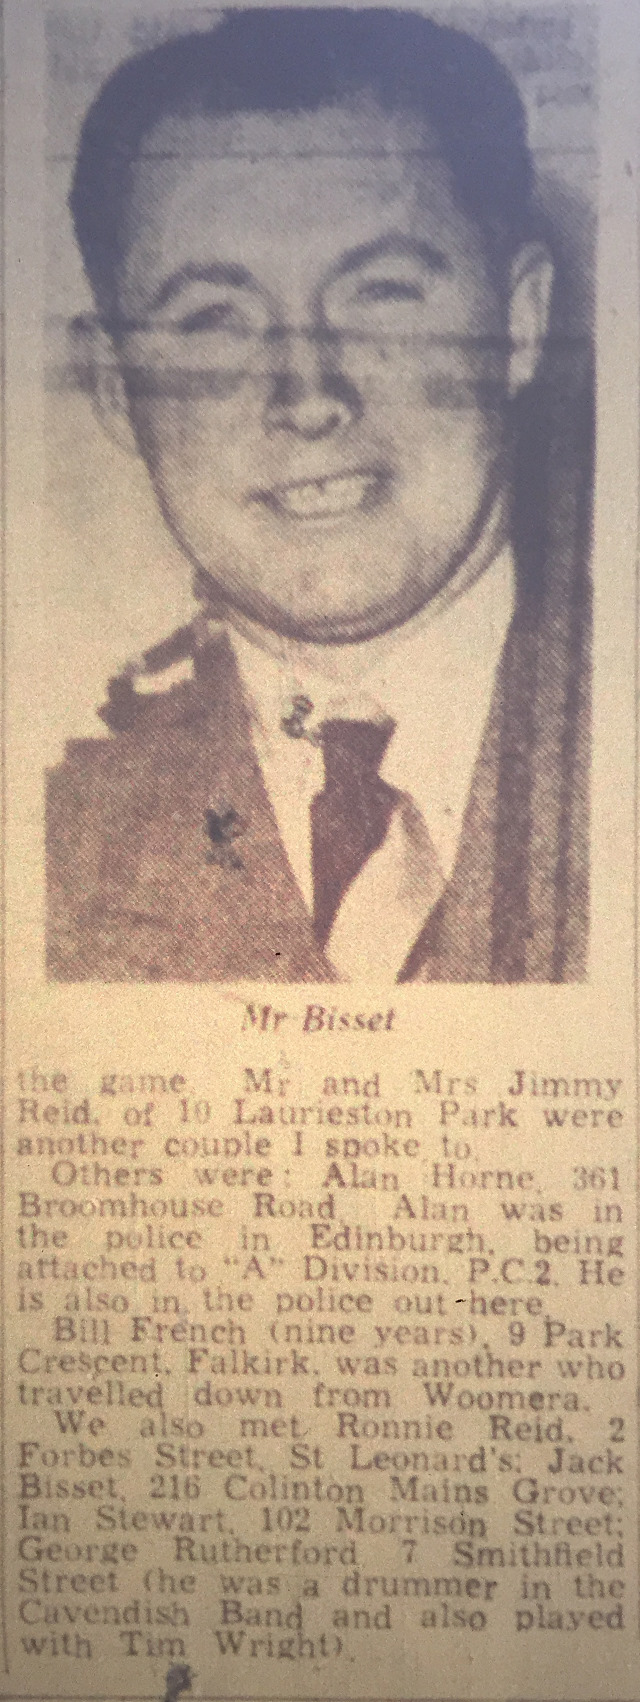 Mr Bisset
the game. Mr and Mrs Jimmy
Reid, of 10 Laurieston Park were
another couple I spoke to.
Others were: Alan Horne, 361
Broomhouse Road. Alan was in
the police in Edinburgh, being
attached to "A" Division, P.C.2. He
is also in the police out here.
Bill French (nine years), 9 Park
Crescent, Falkirk, was another who
travelled down from Woomera.
We also met Ronnie Reid, 2
Forbes Street, St Leonard's; Jack
Bisset, 216 Colinton Mains Grove;
Ian Stewart, 102 Morrison Street;
George Rutherford, 7 Smithfield
Street (he was a drummer in the
Cavendish Band and also played
with Tim Wright).